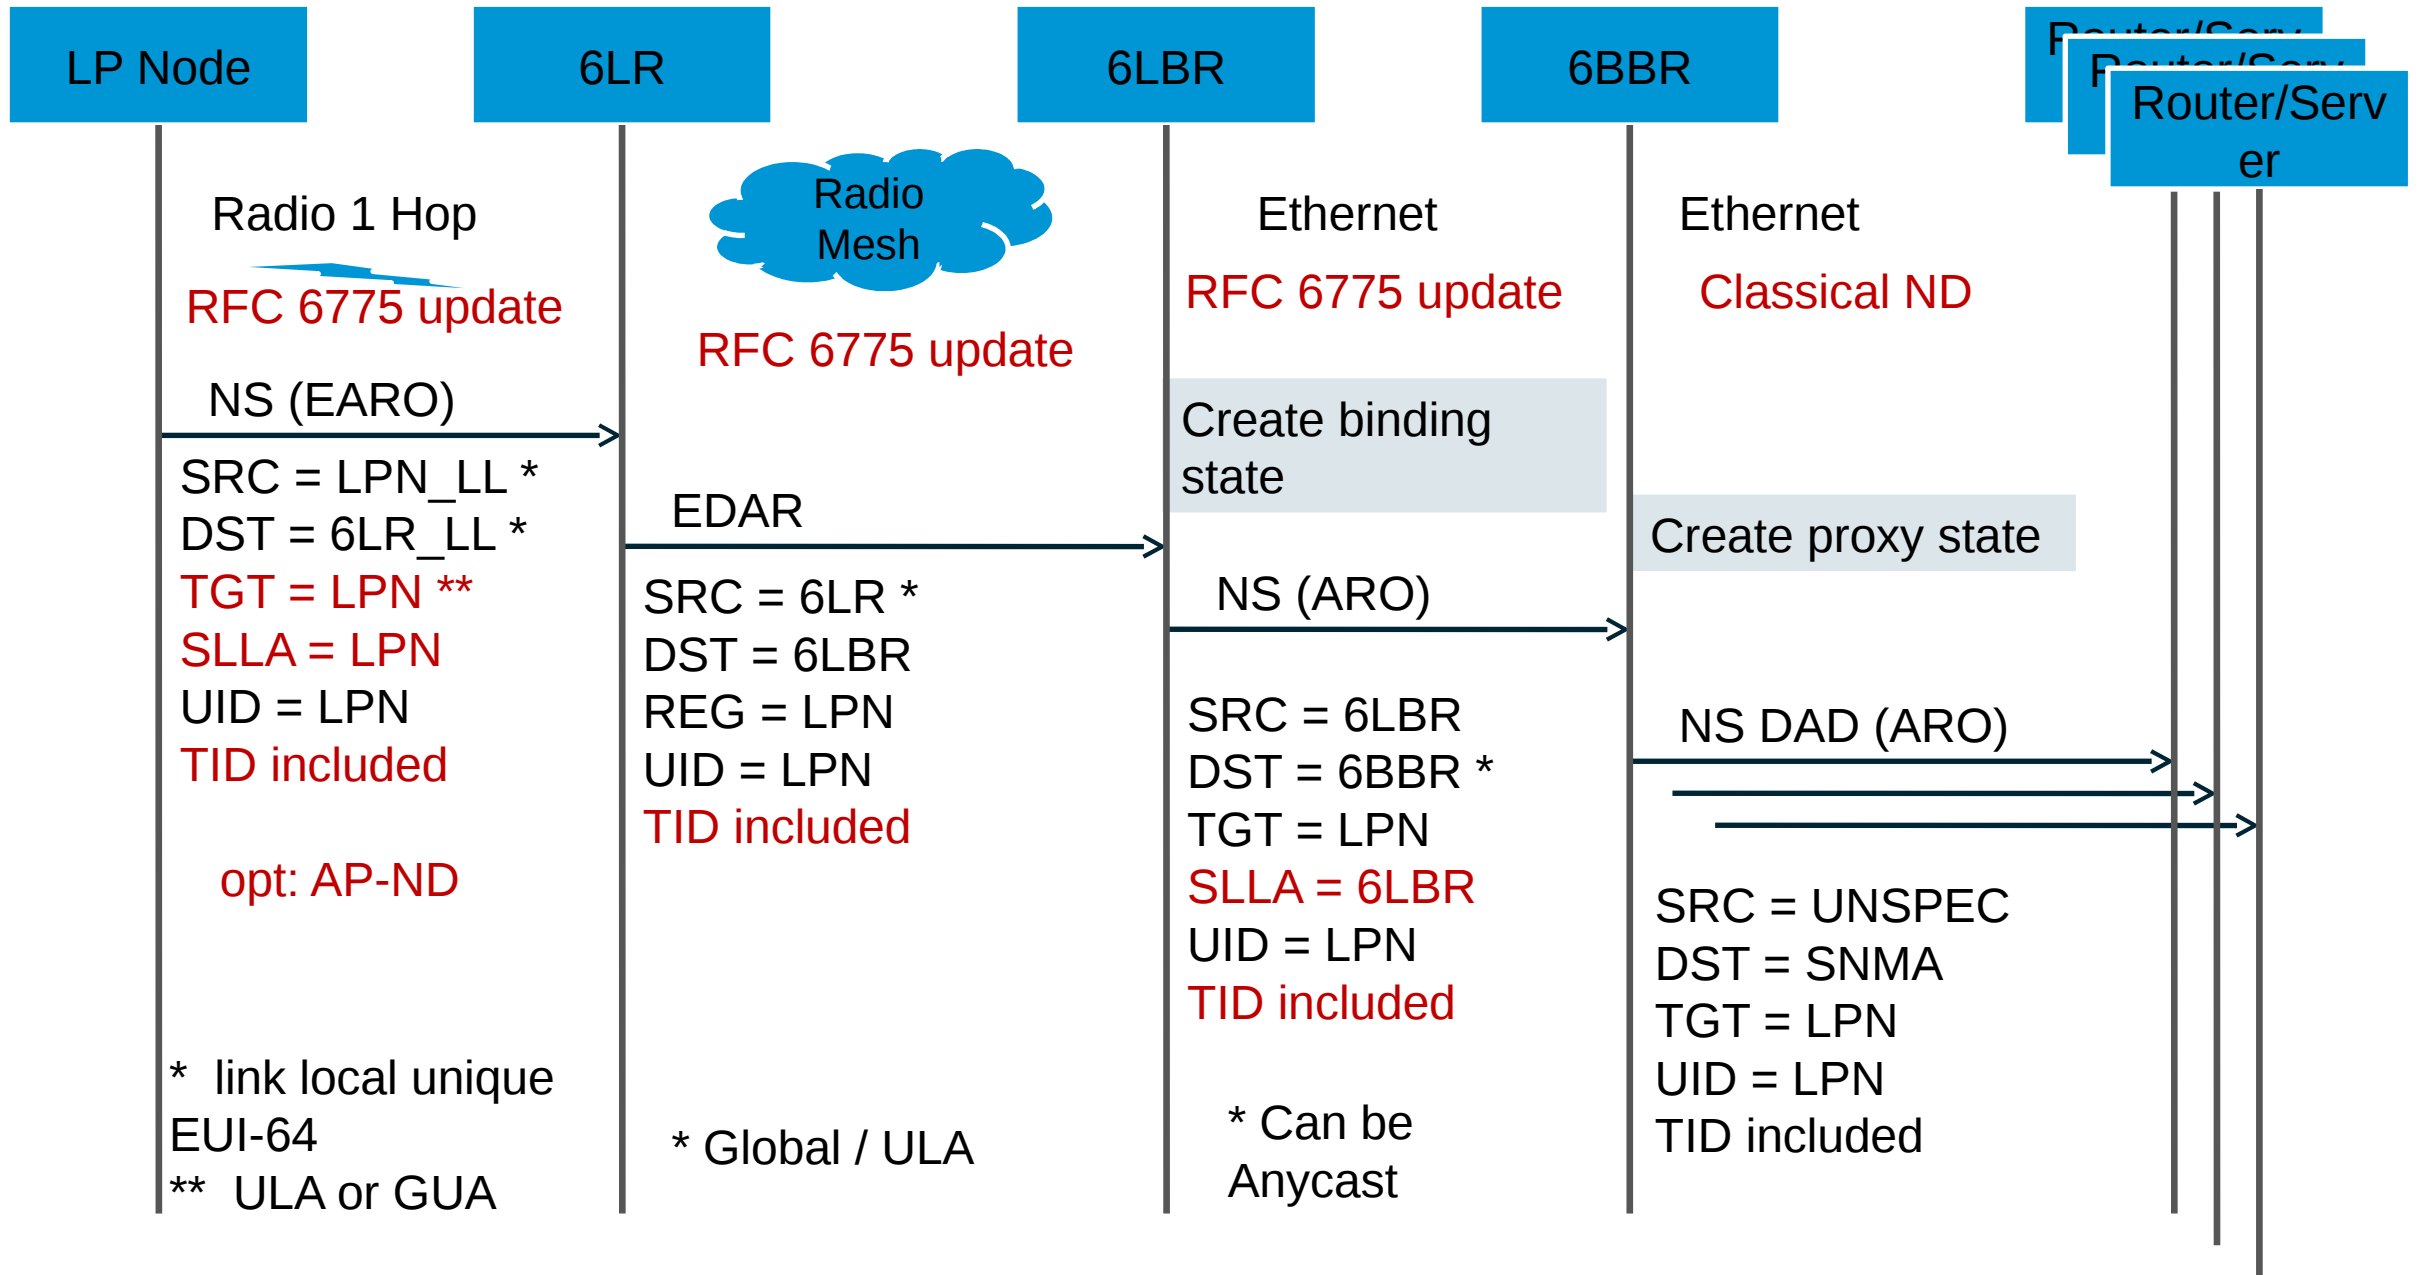 LP Node
6LR
6LBR
6BBR
Router/Serv
Router/Serv
Router/Serv
er
Radio 1 Hop
RFC 6775 update
Radio
Mesh
RFC 6775 update
Ethernet
RFC 6775 update
Ethernet
Classical ND
NS (EARO)
SRC = LPN_LL *
DST = 6LR_LL *
TGT = LPN **
SLLA = LPN
UID = LPN
TID included
opt: AP-ND
* link local unique
EUI-64
** ULA or GUA
EDAR
SRC = 6LR *
DST = 6LBR
REG = LPN
UID = LPN
TID included
* Global / ULA
Create binding
state
NS (ARO)
SRC = 6LBR
DST = 6BBR *
TGT = LPN
SLLA = 6LBR
UID = LPN
TID included
* Can be
Anycast
Create proxy state
NS DAD (ARO)
SRC = UNSPEC
DST = SNMA
TGT = LPN
UID = LPN
TID included